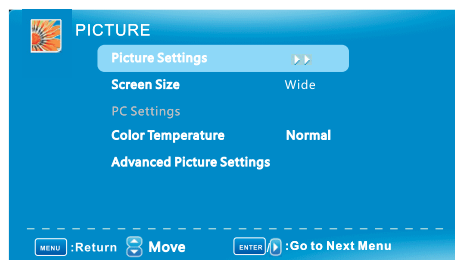 PICTURE
Picture Settings
Screen Size Wide
PC Settings
Color Temperature Normal
Advanced Picture Settings
MENU :Return Move ENTER / :Go to Next Menu